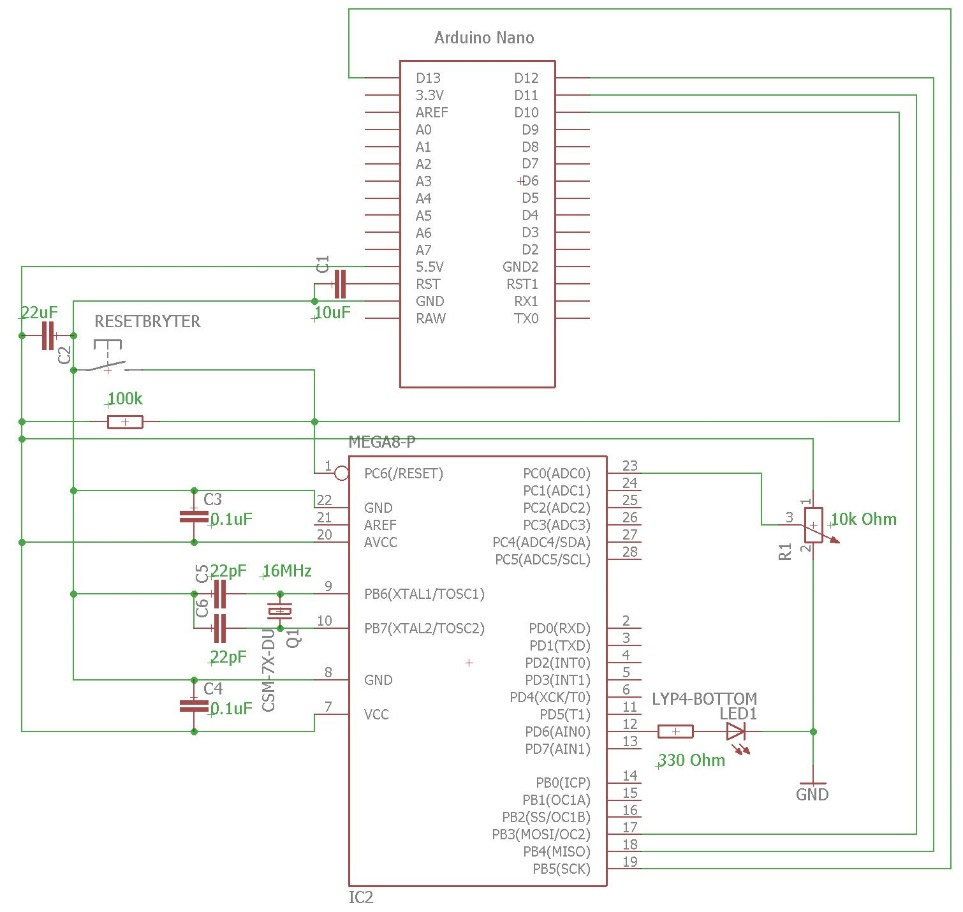 Arduino Nano
D13 D12
3.3V D11
AREF D10
A0 D9
A1 D8
A2 D7
A3 D6
A4 D5
A5 D4
A6 D3
A7 D2
5.5V GND2
RST RST1
GND RX1
RAW TX0
C1
10uF
22uF
C2
RESETBRYTER
100k
MEGA8-P
1 PC6(/RESET)
22 GND
21 AREF
20 AVCC
9 PB6(XTAL1/TOSC1)
10 PB7(XTAL2/TOSC2)
8 GND
7 VCC
C3
0.1uF
C5
22pF
16MHz
C6
22pF
CSM-7X-DU
Q1
C4
0.1uF
PC0(ADC0) 23
PC1(ADC1) 24
PC2(ADC2) 25
PC3(ADC3) 26
PC4(ADC4/SDA) 27
PC5(ADC5/SCL) 28
PD0(RXD) 2
PD1(TXD) 3
PD2(INT0) 4
PD3(INT1) 5
PD4(XCK/T0) 6
PD5(T1) 11
PD6(AIN0) 12
PD7(AIN1) 13
PB0(ICP) 14
PB1(OC1A) 15
PB2(SS/OC1B) 16
PB3(MOSI/OC2) 17
PB4(MISO) 18
PB5(SCK) 19
1
3
2
R1
10k Ohm
LYP4-BOTTOM
LED1
330 Ohm
GND
IC2